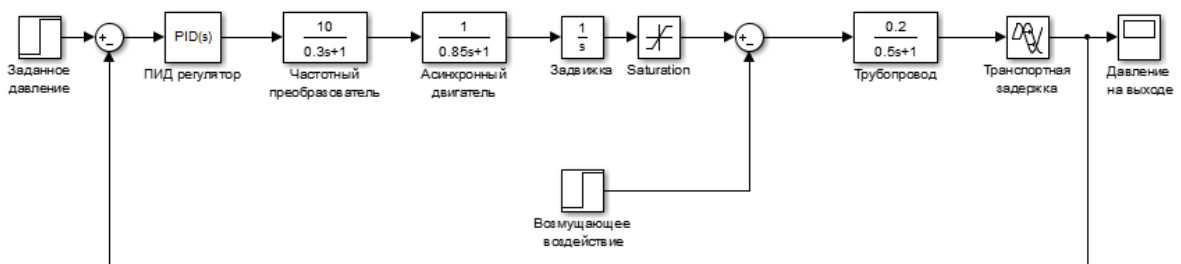 Заданное
давление
PID(s)
ПИД регулятор
10
0.3s+1
Частотный
преобразователь
1
0.85s+1
Асинхронный
двигатель
1
s
Задвижка
Saturation
0.2
0.5s+1
Трубопровод
Транспортная
задержка
Давление
на выходе
Возмущающее
воздействие